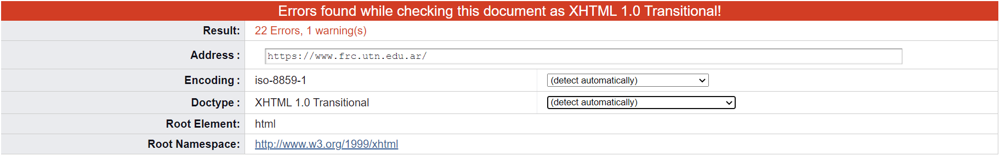 Errors found while checking this document as XHTML 1.0 Transitional!
Result: 22 Errors, 1 warning(s)
Address : https://www.frc.utn.edu.ar/
Encoding : iso-8859-1 (detect automatically)
Doctype : XHTML 1.0 Transitional (detect automatically)
Root Element: html
Root Namespace: http://www.w3.org/1999/xhtml